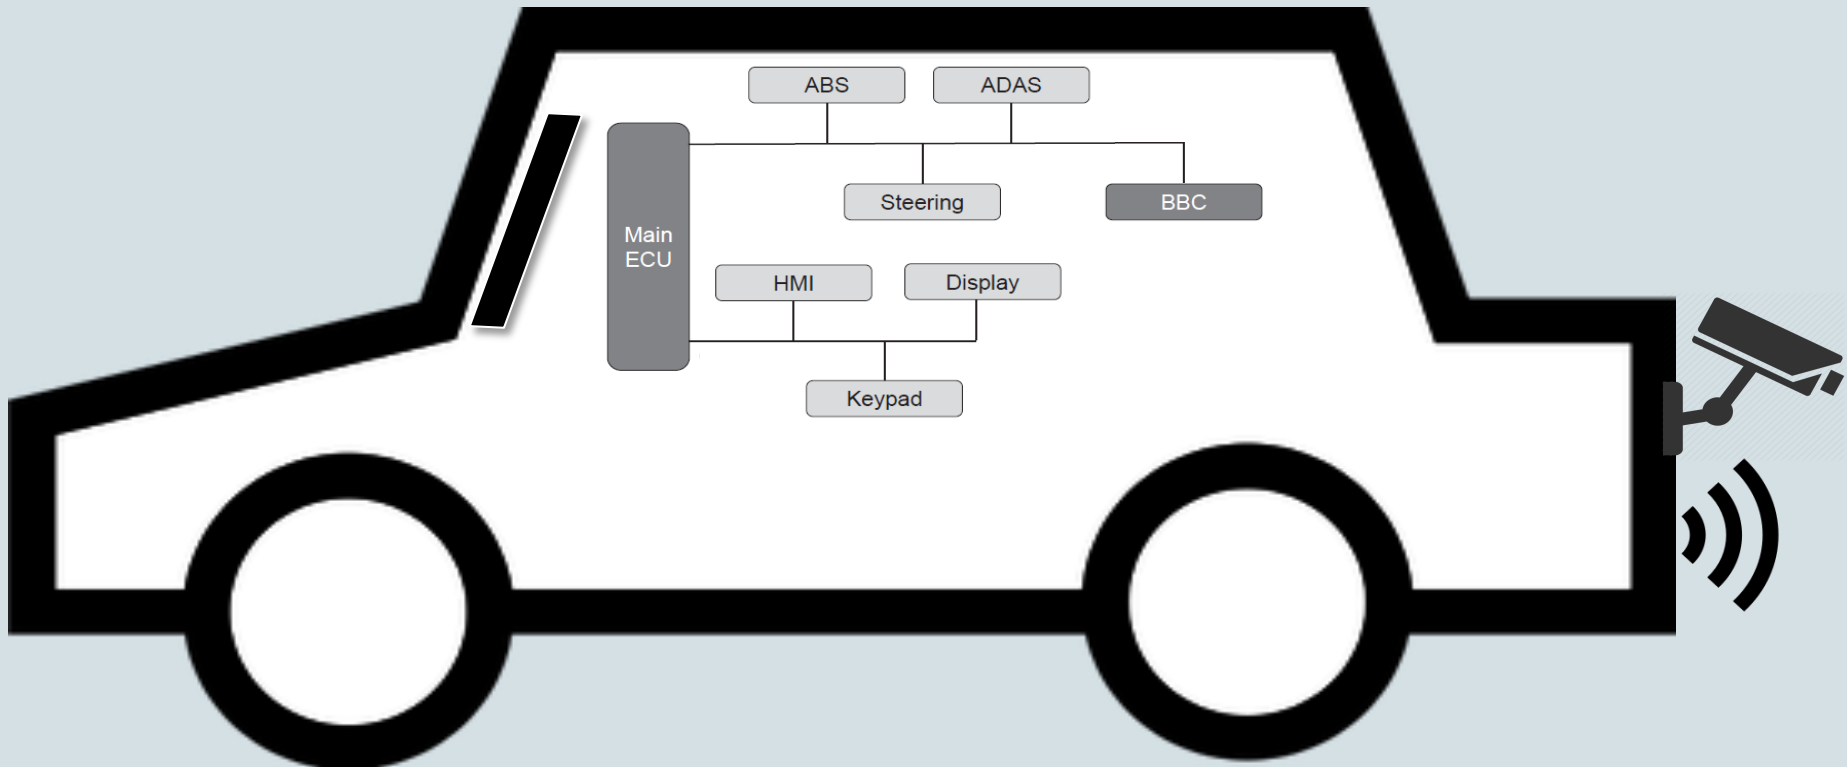 ABS
ADAS
Steering
BBC
Main
ECU
HMI
Display
Keypad